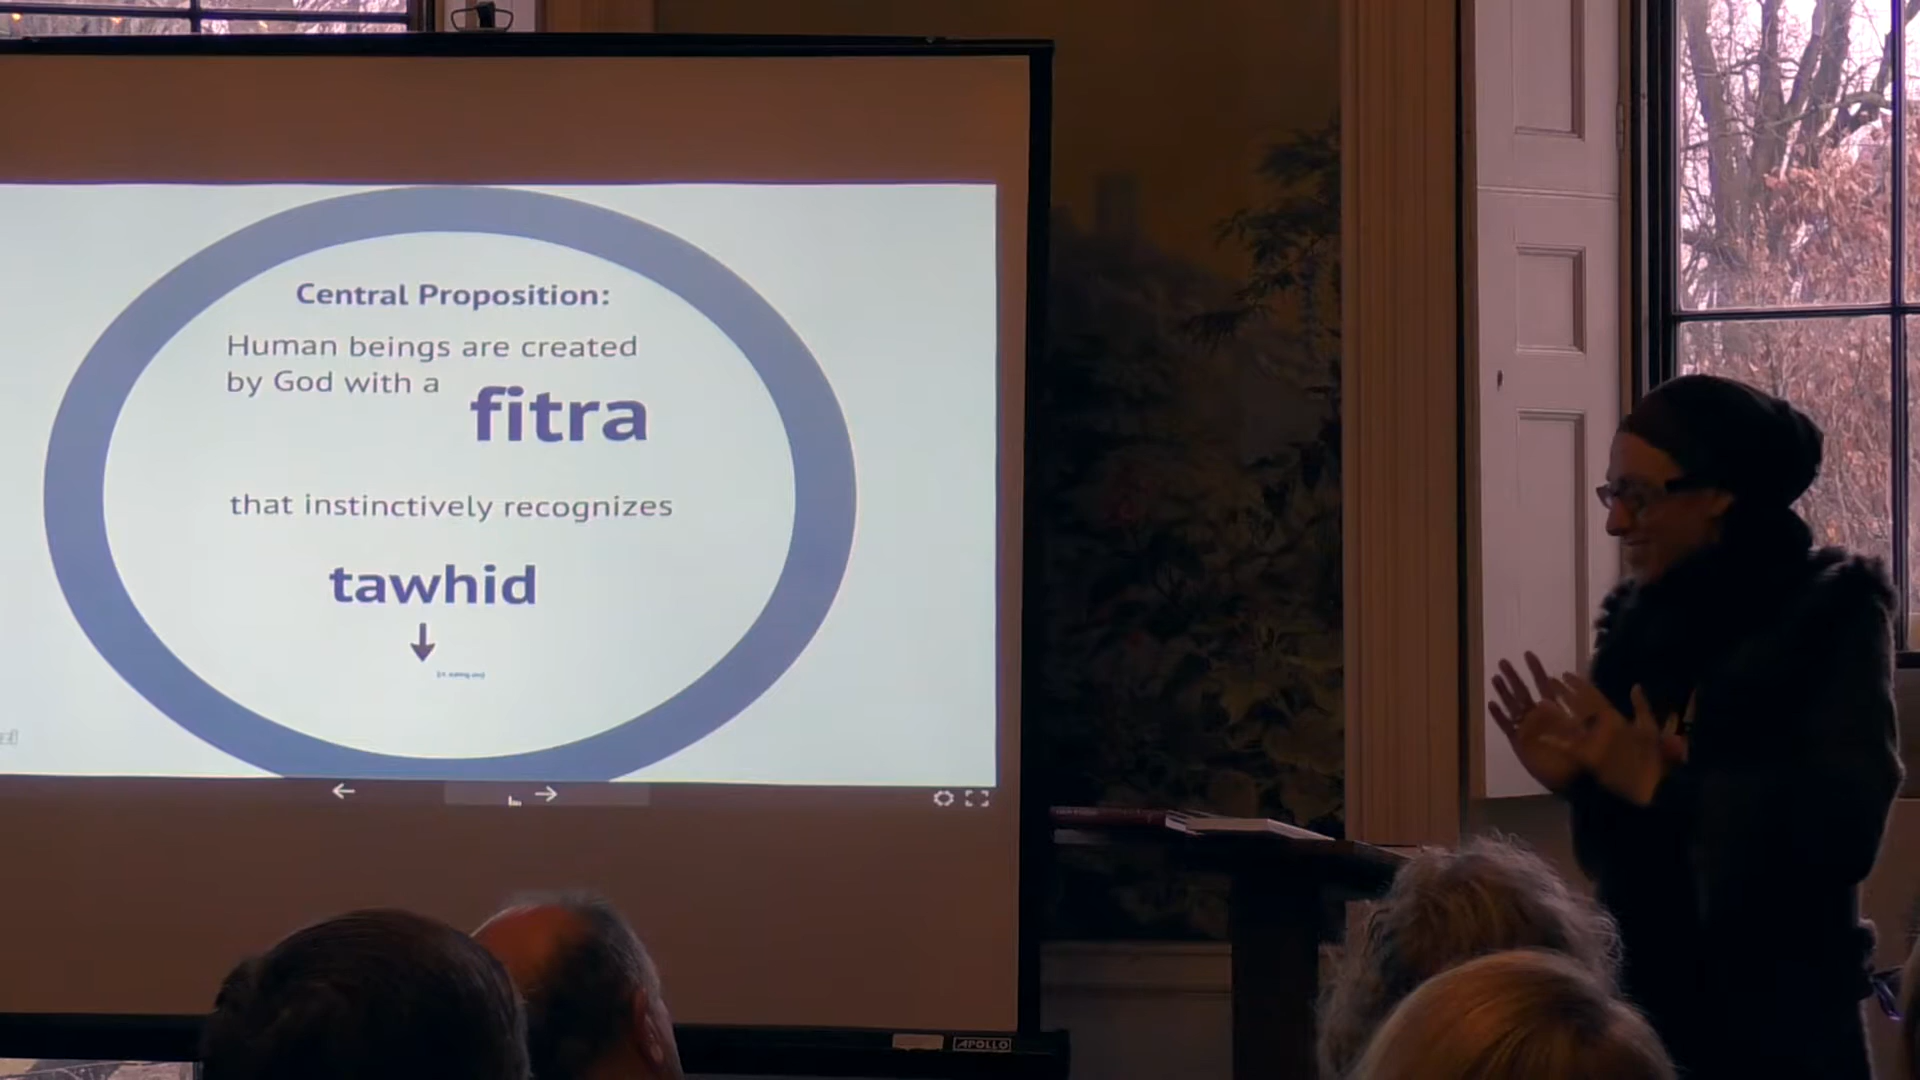 Central Proposition:
Human beings are created
by God with a
fitra
that instinctively recognizes
tawhid
APOLLO